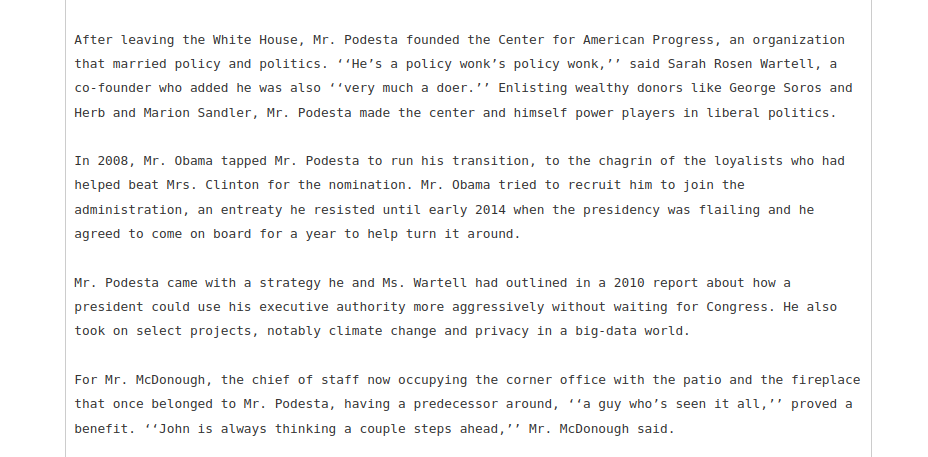 After leaving the White House, Mr. Podesta founded the Center for American Progress, an organization
that married policy and politics. ‘‘He’s a policy wonk’s policy wonk,’’ said Sarah Rosen Wartell, a
co-founder who added he was also ‘‘very much a doer.’’ Enlisting wealthy donors like George Soros and
Herb and Marion Sandler, Mr. Podesta made the center and himself power players in liberal politics.
In 2008, Mr. Obama tapped Mr. Podesta to run his transition, to the chagrin of the loyalists who had
helped beat Mrs. Clinton for the nomination. Mr. Obama tried to recruit him to join the
administration, an entreaty he resisted until early 2014 when the presidency was flailing and he
agreed to come on board for a year to help turn it around.
Mr. Podesta came with a strategy he and Ms. Wartell had outlined in a 2010 report about how a
president could use his executive authority more aggressively without waiting for Congress. He also
took on select projects, notably climate change and privacy in a big-data world.
For Mr. McDonough, the chief of staff now occupying the corner office with the patio and the fireplace
that once belonged to Mr. Podesta, having a predecessor around, ‘‘a guy who’s seen it all,’’ proved a
benefit. ‘‘John is always thinking a couple steps ahead,’’ Mr. McDonough said.